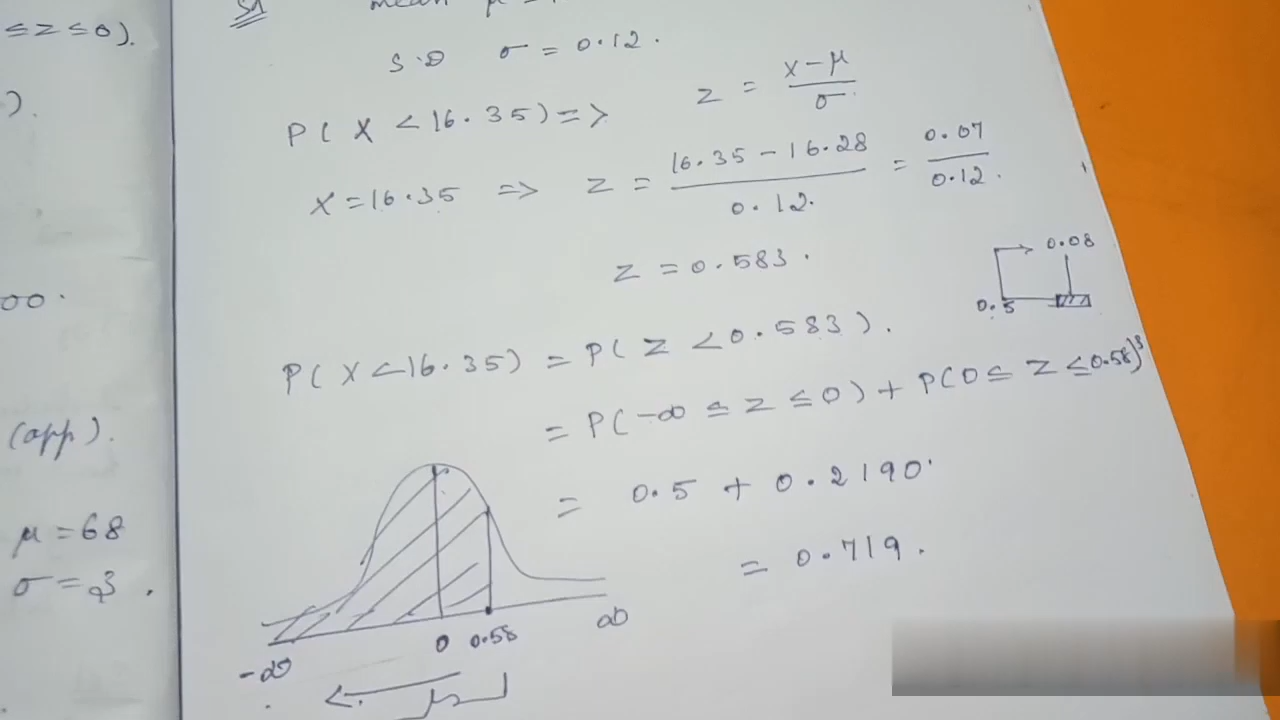 ≤ z ≤ 0).
).
00.
(app).
μ = 68
σ = 3.
mean μ =
S.D σ = 0.12.
P( X < 16.35) => z = x - μ / σ
X = 16.35 => z = 16.35 - 16.28 / 0.12. = 0.07 / 0.12.
z = 0.583.
0.08
0.5
P( X < 16.35) = P( z < 0.583).
= P(-∞ ≤ z ≤ 0) + P(0 ≤ z ≤ 0.58)
= 0.5 + 0.2190
= 0.719.
-∞ 0 0.58 ∞